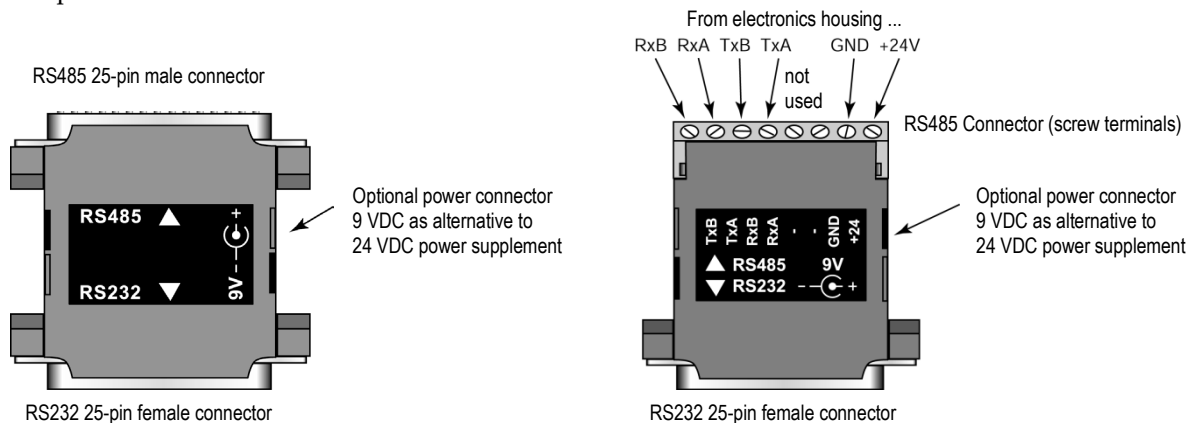 RS485 25-pin male connector
RS485
RS232
+
9V - -
Optional power connector
9 VDC as alternative to
24 VDC power supplement
RS232 25-pin female connector
From electronics housing ...
RxB RxA TxB TxA GND +24V
not
used
RS485 Connector (screw terminals)
TxB TxA RxB RxA - - GND +24
RS485 9V
RS232 - - +
Optional power connector
9 VDC as alternative to
24 VDC power supplement
RS232 25-pin female connector